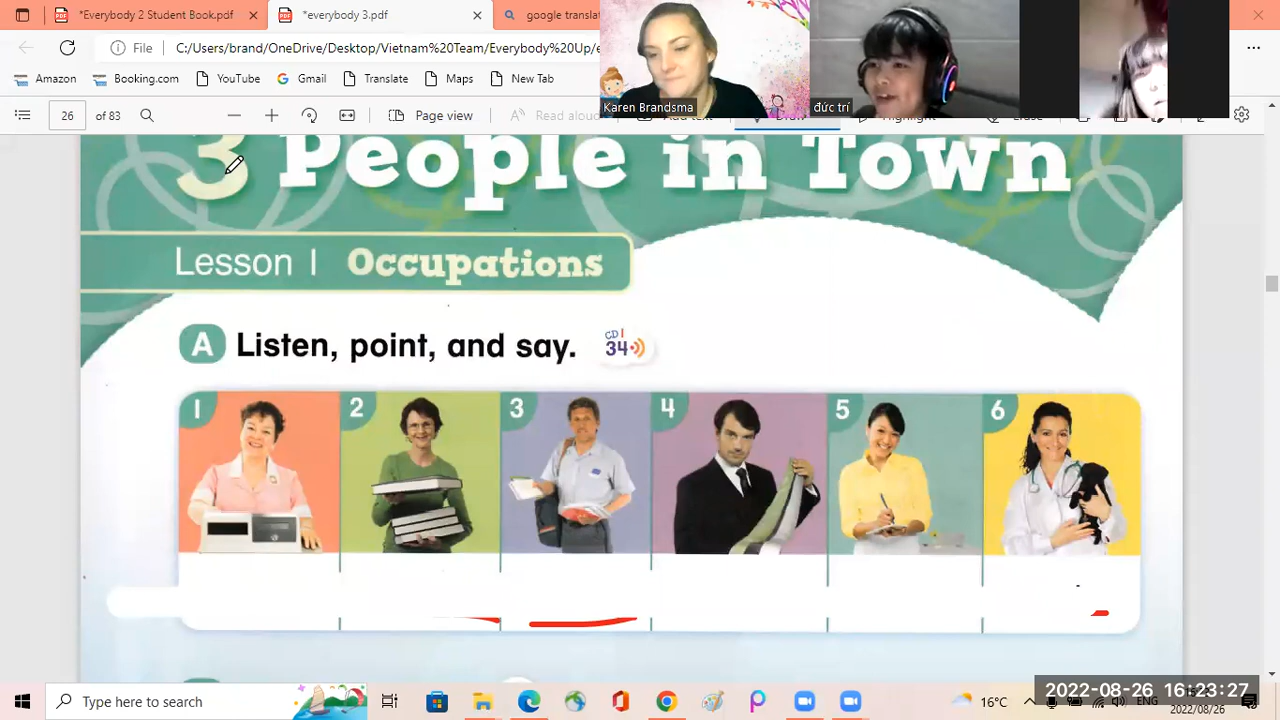 *Everybody 2 Student Book.pdf
*everybody 3.pdf
google translat
File
C:/Users/brand/OneDrive/Desktop/Vietnam%20Team/Everybody%20Up/e
Amazon
Booking.com
YouTube
Gmail
Translate
Maps
New Tab
Karen Brandsma
đức trí
26 of 83
Page view
Read aloud
3 People in Town
Lesson 1 Occupations
A Listen, point, and say.
CD 1
34
1
2
3
4
5
6
Type here to search
16°C
ENG
2022-08-26 16:23:27
2022/08/26